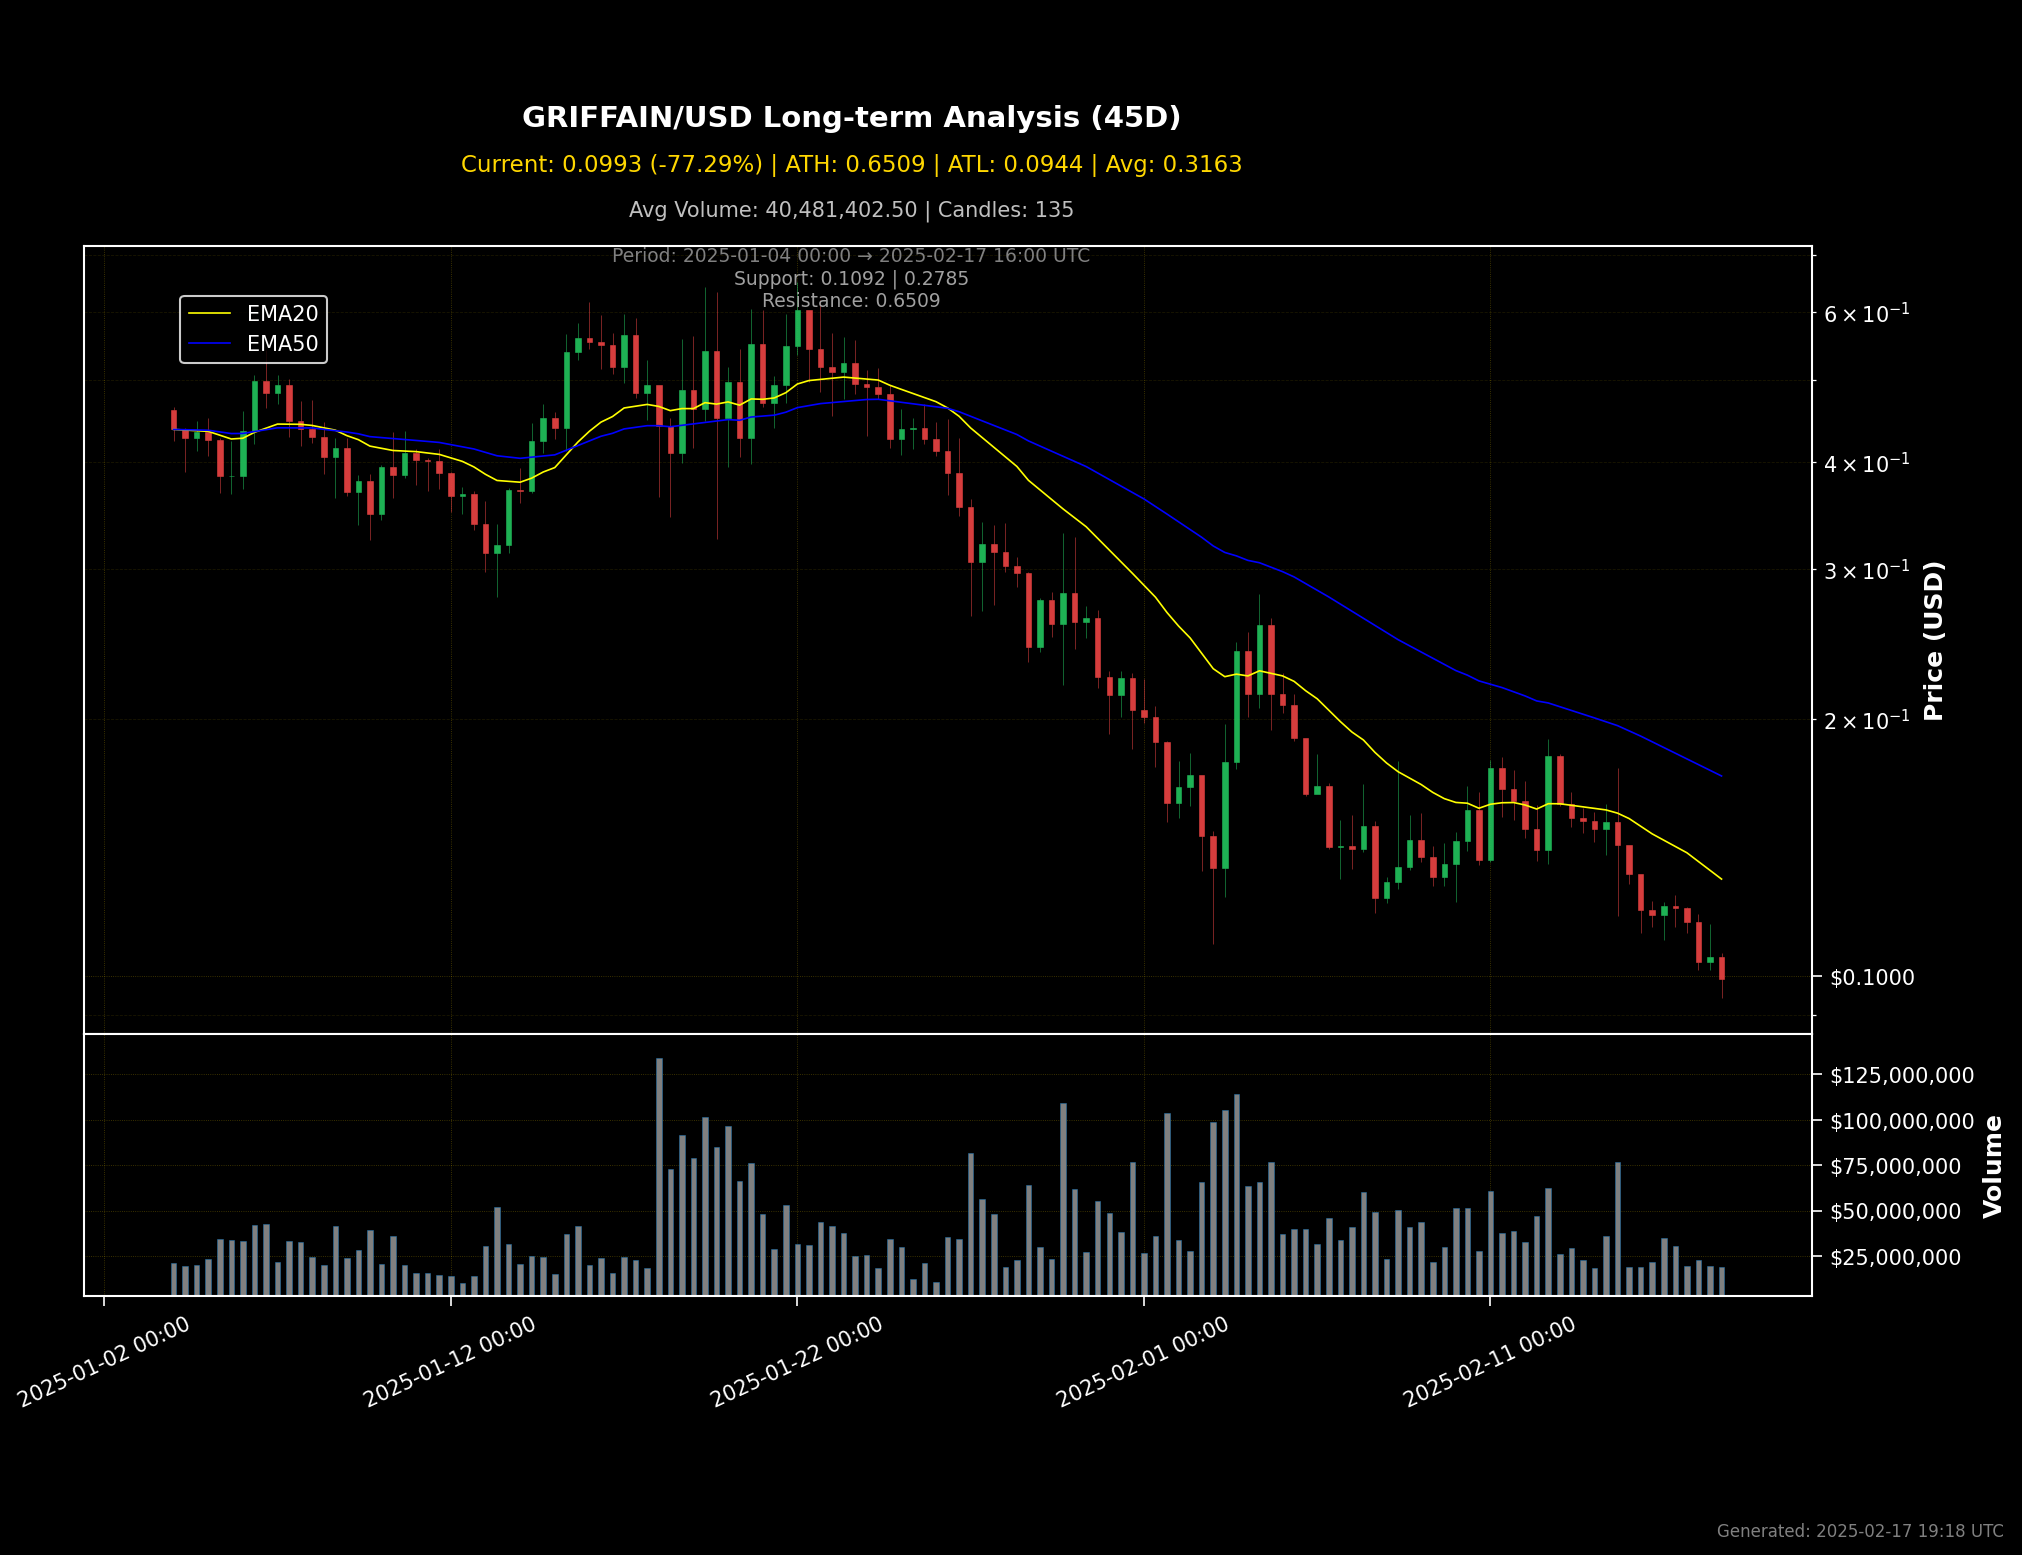 GRIFFAIN/USD Long-term Analysis (45D)
Current: 0.0993 (-77.29%) | ATH: 0.6509 | ATL: 0.0944 | Avg: 0.3163
Avg Volume: 40,481,402.50 | Candles: 135
Period: 2025-01-04 00:00 → 2025-02-17 16:00 UTC
Support: 0.1092 | 0.2785
Resistance: 0.6509
EMA20
EMA50
6 × 10⁻¹
4 × 10⁻¹
3 × 10⁻¹
2 × 10⁻¹
$0.1000
Price (USD)
$125,000,000
$100,000,000
$75,000,000
$50,000,000
$25,000,000
Volume
2025-01-02 00:00
2025-01-12 00:00
2025-01-22 00:00
2025-02-01 00:00
2025-02-11 00:00
Generated: 2025-02-17 19:18 UTC